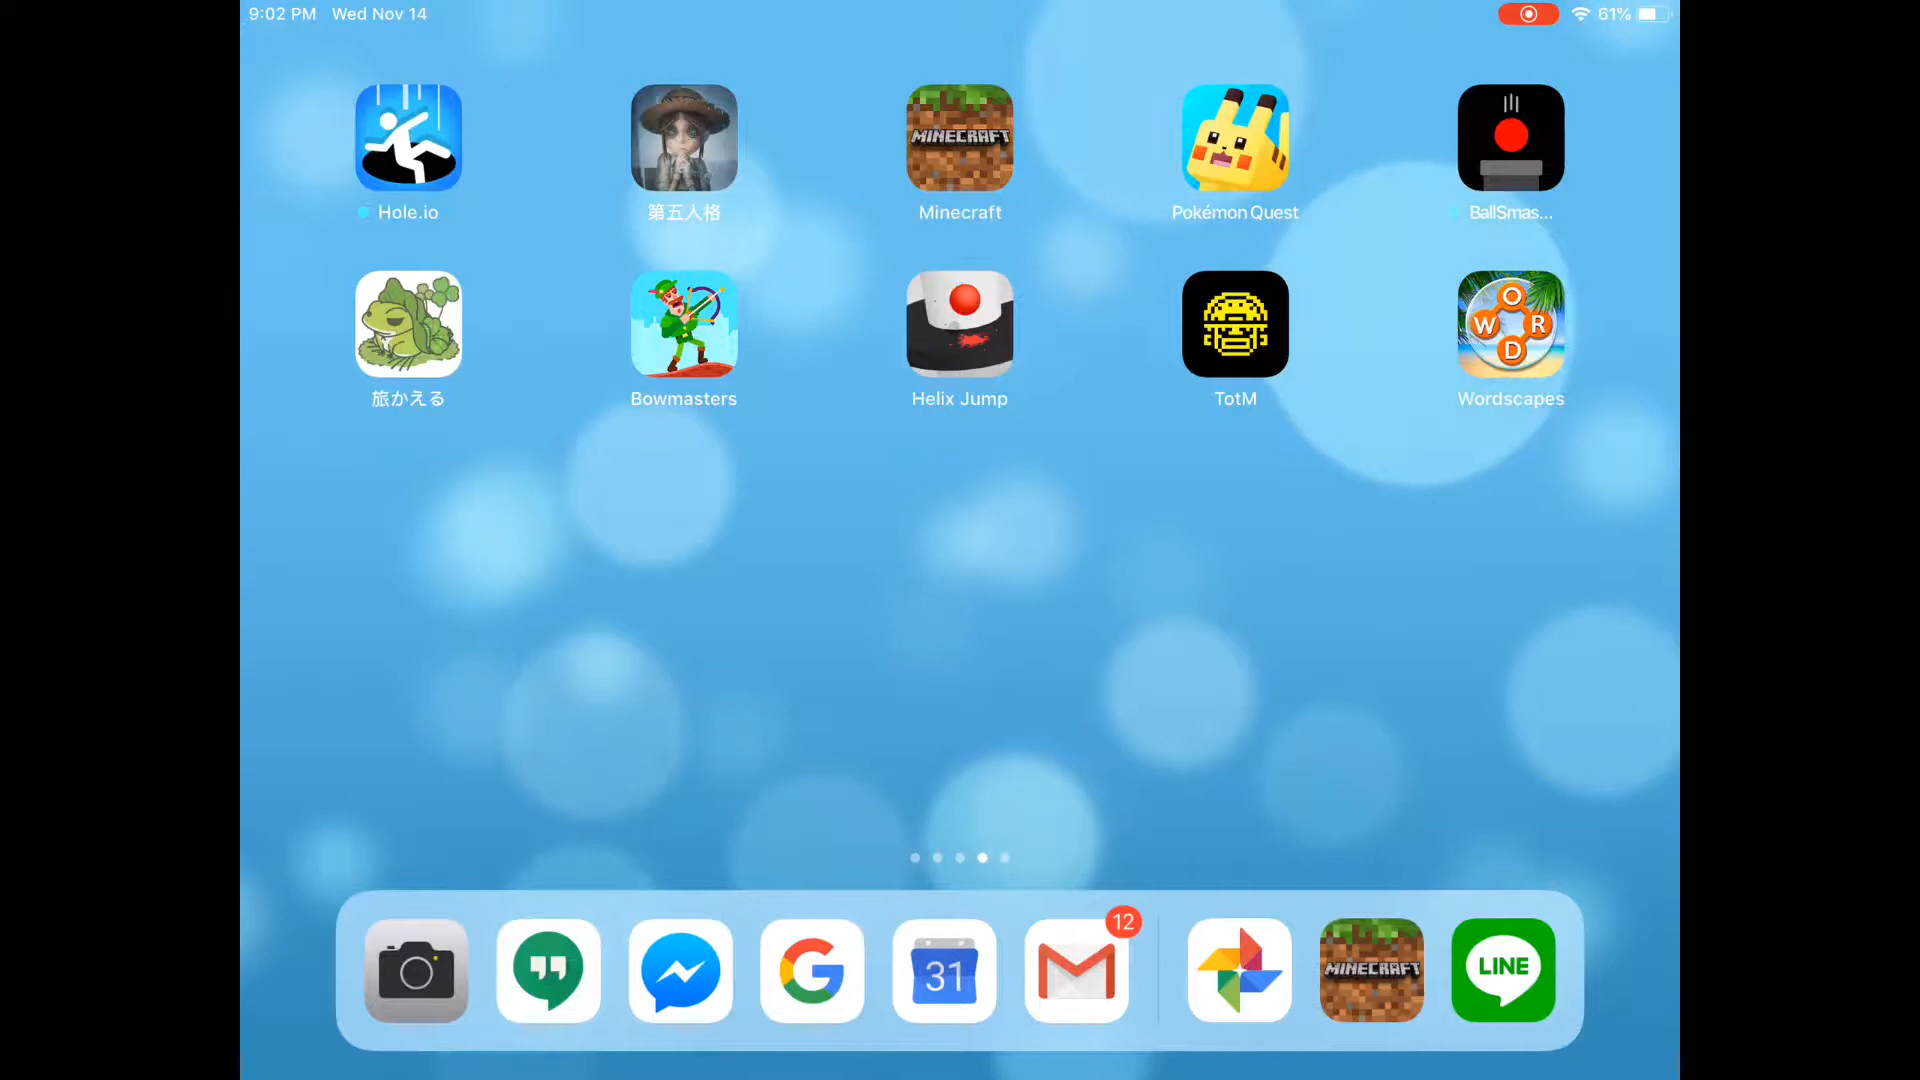 9:02 PM Wed Nov 14
61%
MINECRAFT
Hole.io
第五人格
Minecraft
Pokémon Quest
BallSmas...
O
W
R
D
旅かえる
Bowmasters
Helix Jump
TotM
Wordscapes
12
31
MINECRAFT
LINE